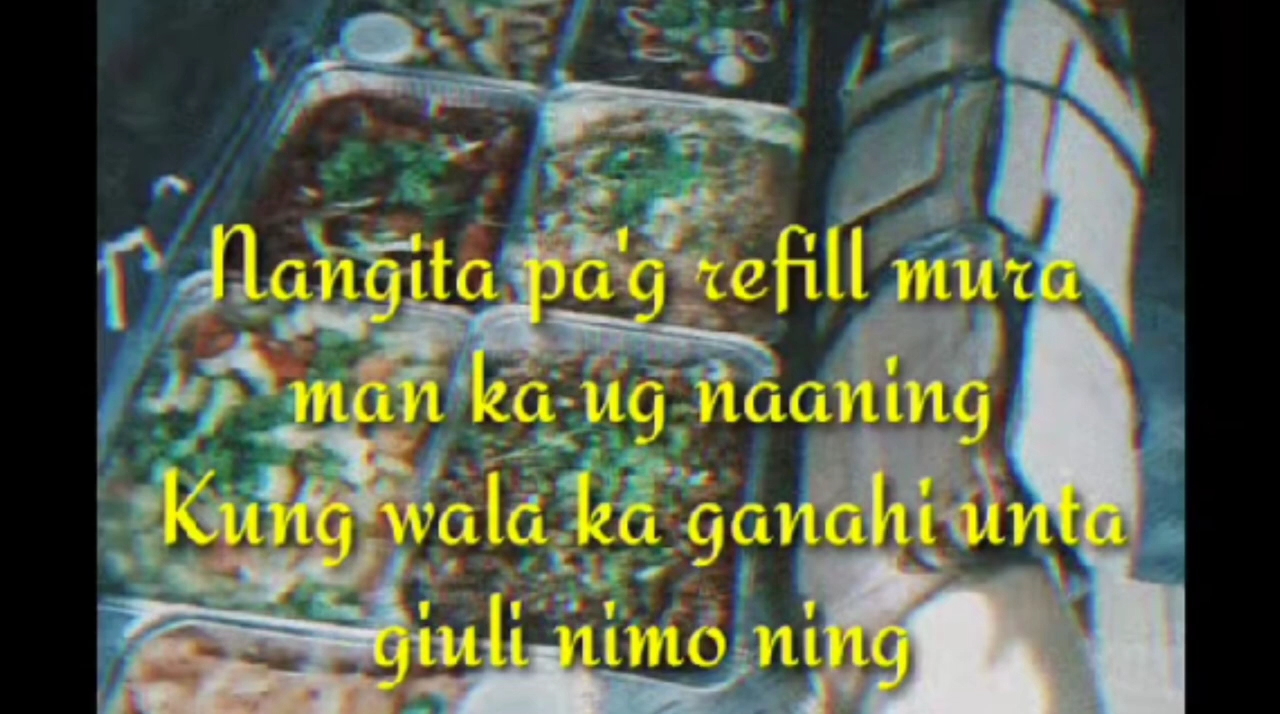 Nangita pa'g refill mura
man ka ug naaning
Kung wala ka ganahi unta
giuli nimo ning